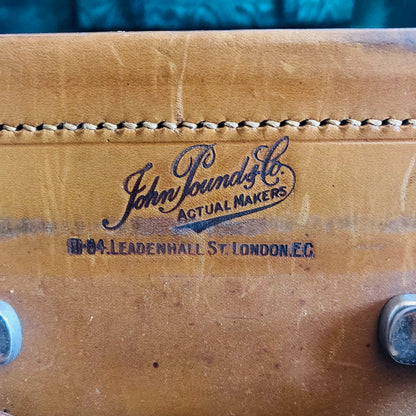 John Pound & Co.
ACTUAL MAKERS
84. LEADENHALL ST. LONDON. E.C.